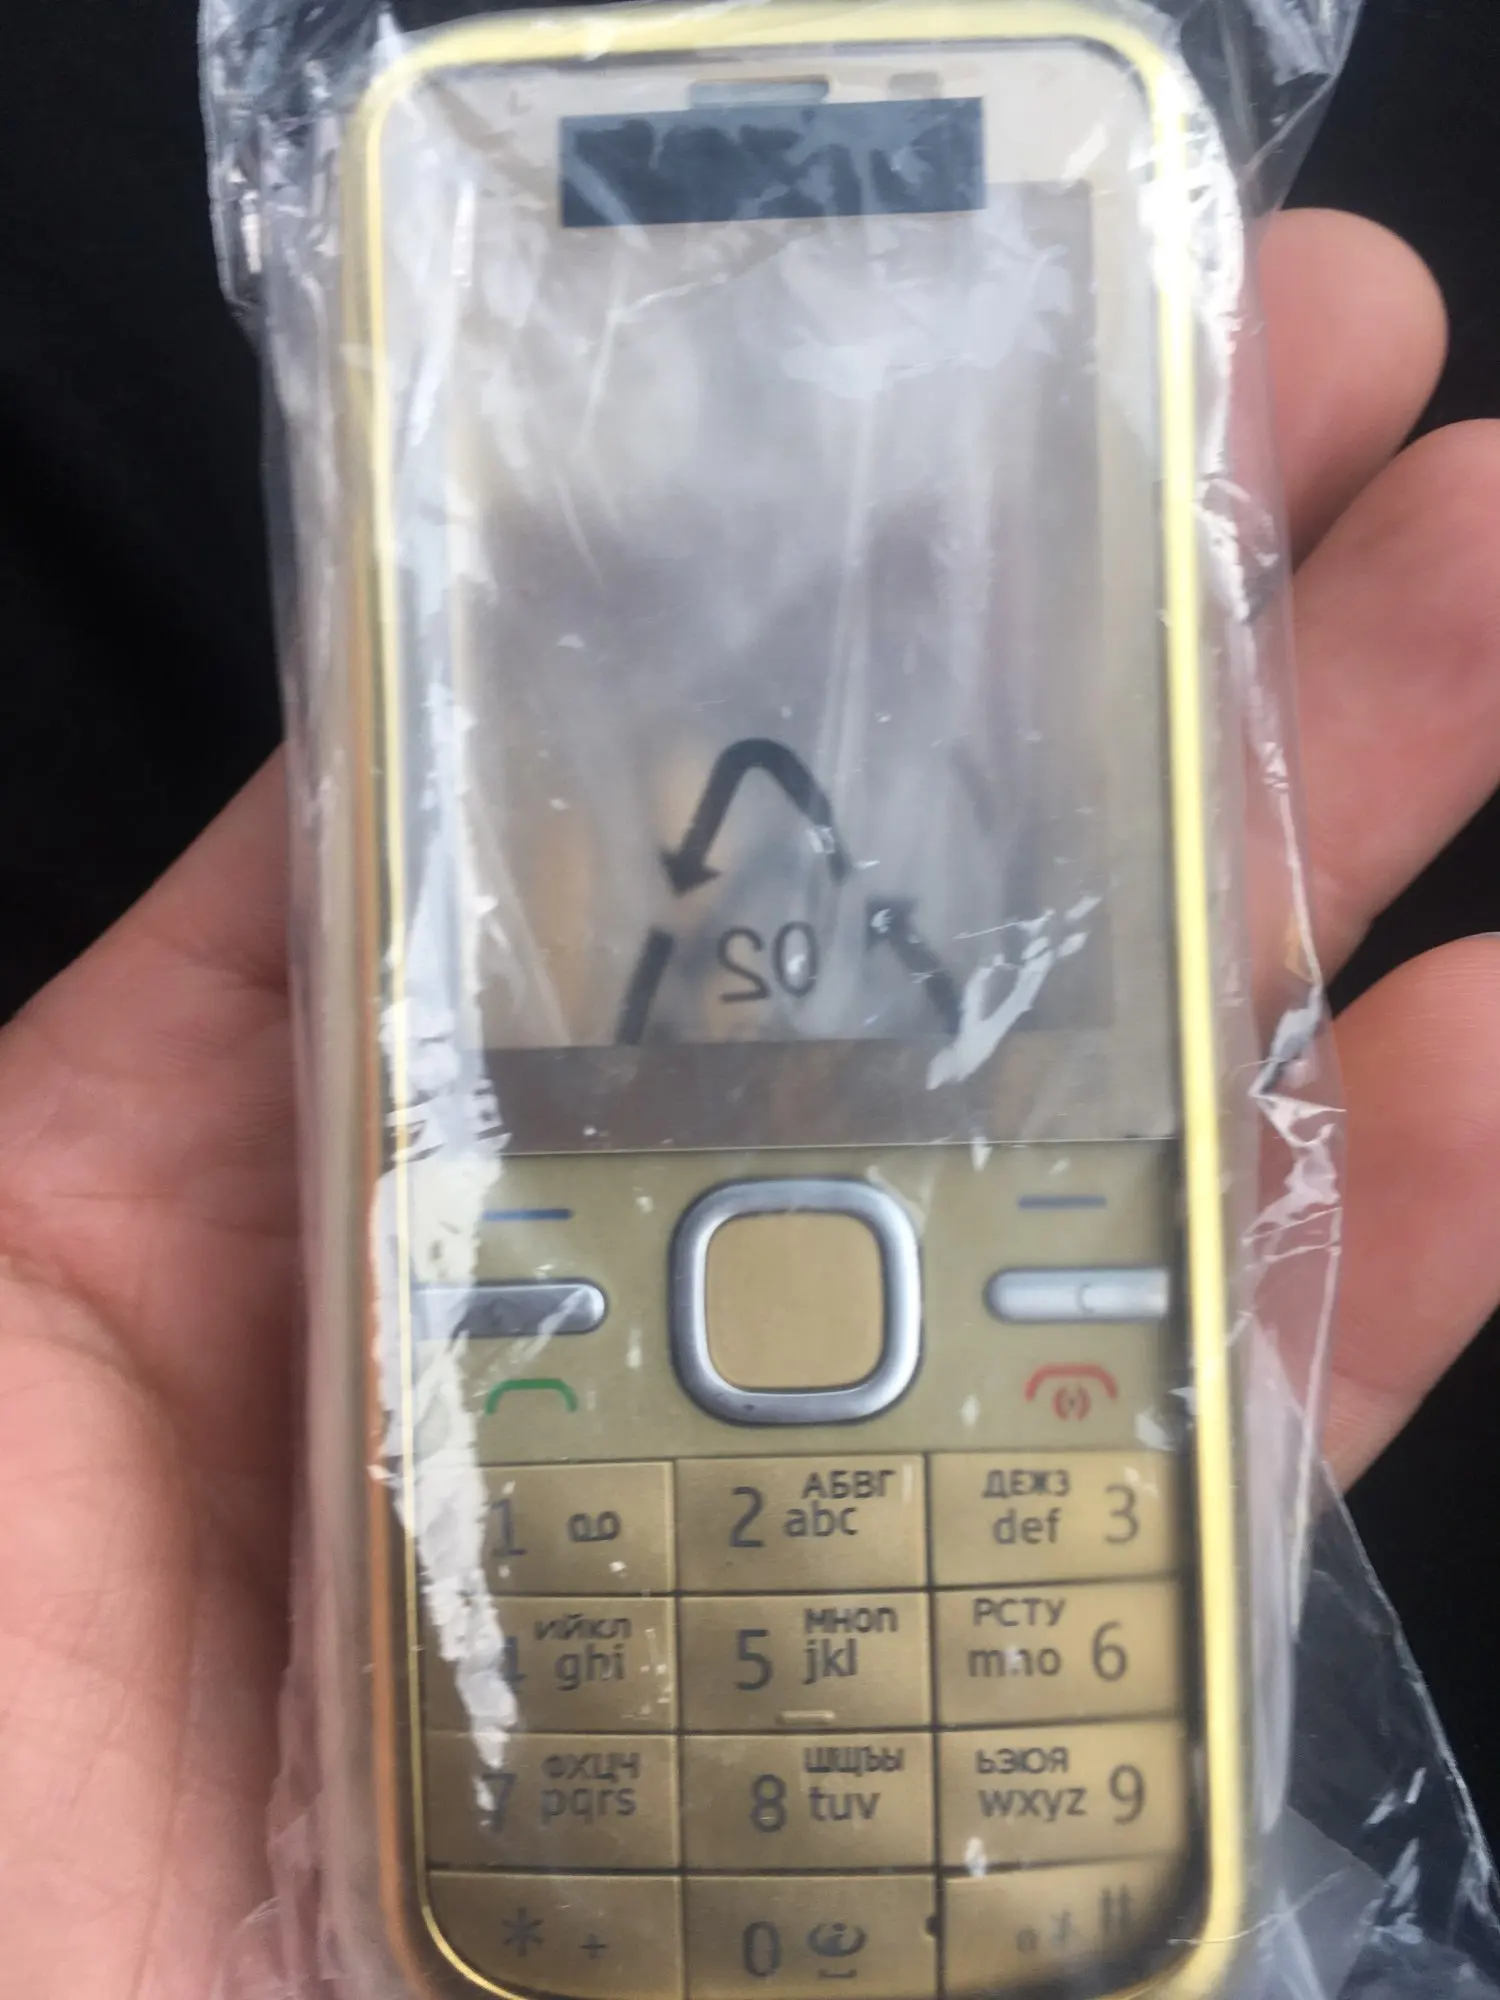 02
1
2 АБВГ
abc
ДЕЖЗ
def 3
4 ИЙКЛ
ghi
5 МНОП
jkl
РСТУ
mno 6
7 ФХЦЧ
pqrs
8 ШЩЪЫ
tuv
ЬЭЮЯ
wxyz 9
* +
0
#